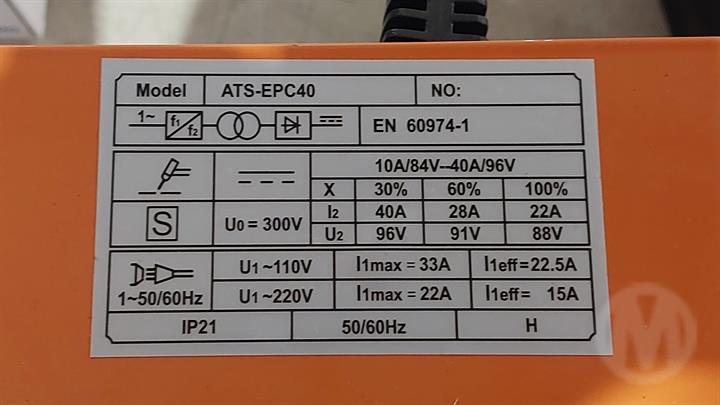 Model ATS-EPC40 NO:
1~ f1 f2 EN 60974-1
10A/84V--40A/96V
X 30% 60% 100%
S U0 = 300V I2 40A 28A 22A
U2 96V 91V 88V
U1 ~110V I1max = 33A I1eff=22.5A
1~50/60Hz U1 ~220V I1max = 22A I1eff= 15A
IP21 50/60Hz H
M